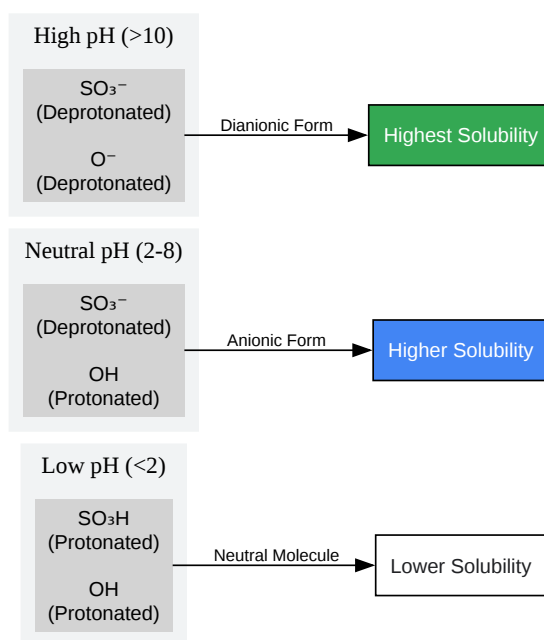 High pH (>10)
SO₃⁻
(Deprotonated)
O⁻
(Deprotonated)
Dianionic Form
Highest Solubility
Neutral pH (2-8)
SO₃⁻
(Deprotonated)
OH
(Protonated)
Anionic Form
Higher Solubility
Low pH (<2)
SO₃H
(Protonated)
OH
(Protonated)
Neutral Molecule
Lower Solubility